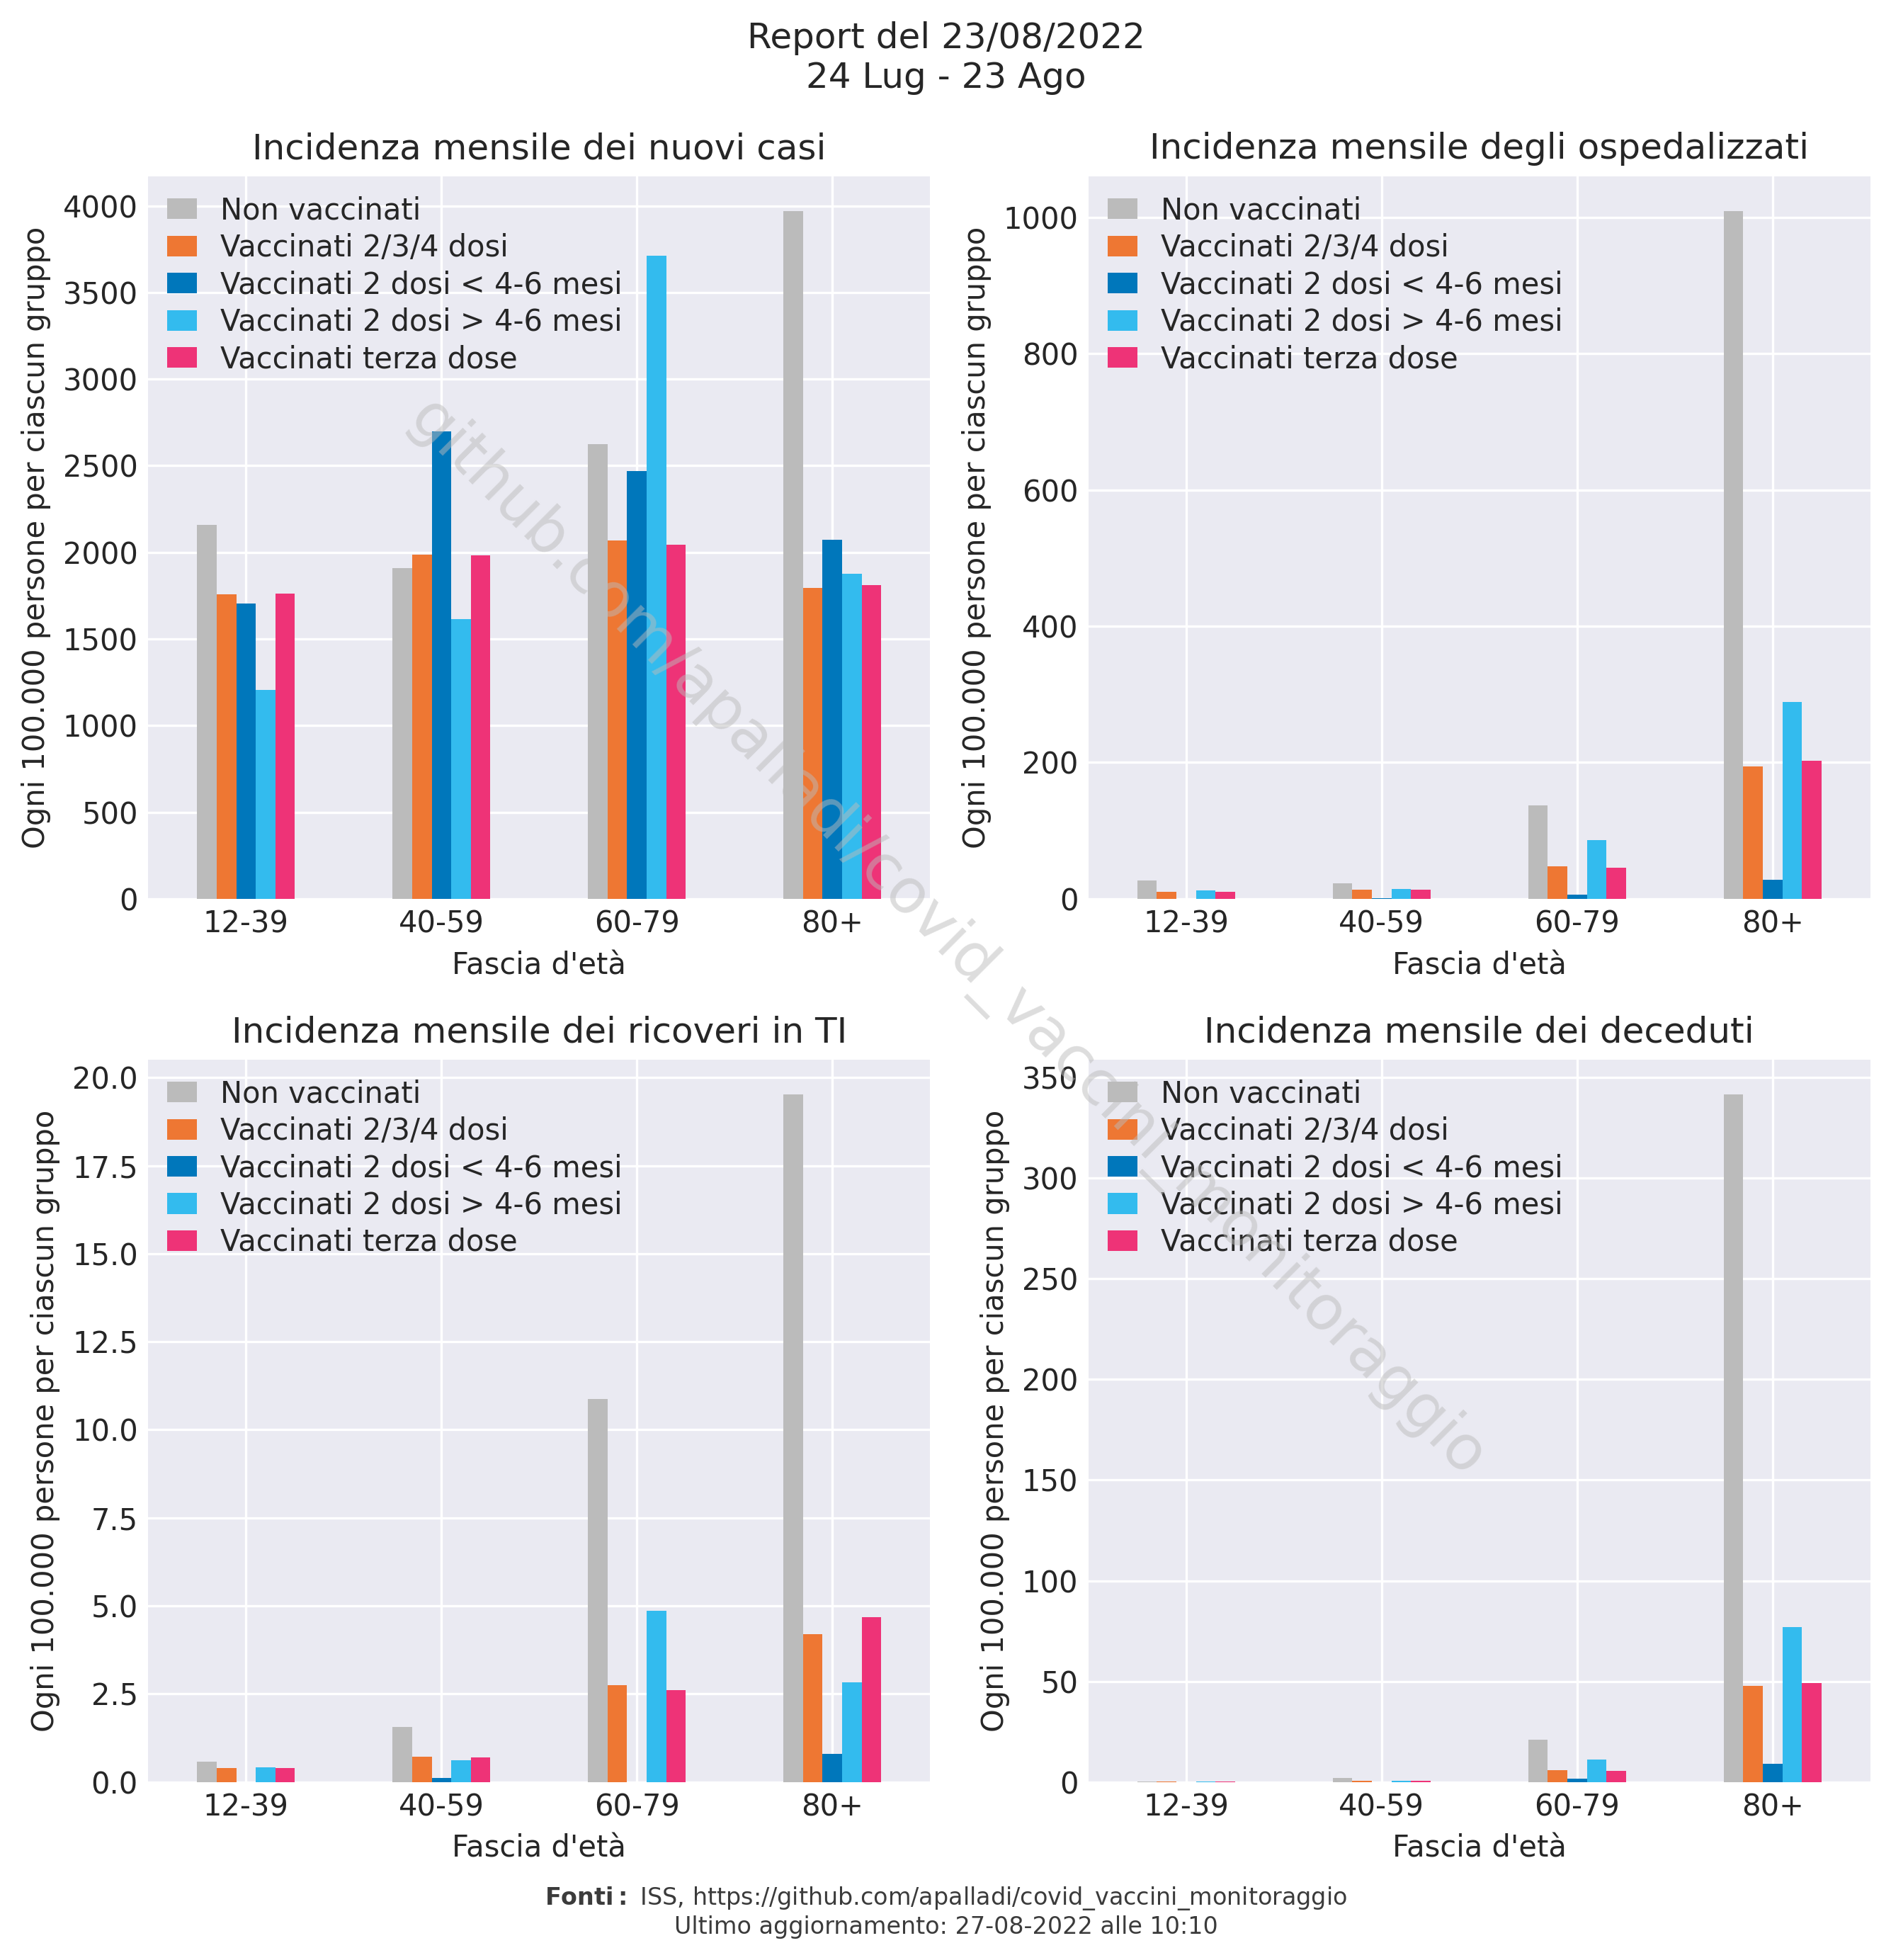 Report del 23/08/2022
24 Lug - 23 Ago
Incidenza mensile dei nuovi casi
Ogni 100.000 persone per ciascun gruppo
4000
3500
3000
2500
2000
1500
1000
500
0
Non vaccinati
Vaccinati 2/3/4 dosi
Vaccinati 2 dosi < 4-6 mesi
Vaccinati 2 dosi > 4-6 mesi
Vaccinati terza dose
12-39 40-59 60-79 80+
Fascia d'età
Incidenza mensile degli ospedalizzati
Ogni 100.000 persone per ciascun gruppo
1000
800
600
400
200
0
Non vaccinati
Vaccinati 2/3/4 dosi
Vaccinati 2 dosi < 4-6 mesi
Vaccinati 2 dosi > 4-6 mesi
Vaccinati terza dose
12-39 40-59 60-79 80+
Fascia d'età
Incidenza mensile dei ricoveri in TI
Ogni 100.000 persone per ciascun gruppo
20.0
17.5
15.0
12.5
10.0
7.5
5.0
2.5
0.0
Non vaccinati
Vaccinati 2/3/4 dosi
Vaccinati 2 dosi < 4-6 mesi
Vaccinati 2 dosi > 4-6 mesi
Vaccinati terza dose
12-39 40-59 60-79 80+
Fascia d'età
Incidenza mensile dei deceduti
Ogni 100.000 persone per ciascun gruppo
350
300
250
200
150
100
50
0
Non vaccinati
Vaccinati 2/3/4 dosi
Vaccinati 2 dosi < 4-6 mesi
Vaccinati 2 dosi > 4-6 mesi
Vaccinati terza dose
12-39 40-59 60-79 80+
Fascia d'età
github.com/apalladi/covid_vaccini_monitoraggio
Fonti: ISS, https://github.com/apalladi/covid_vaccini_monitoraggio
Ultimo aggiornamento: 27-08-2022 alle 10:10